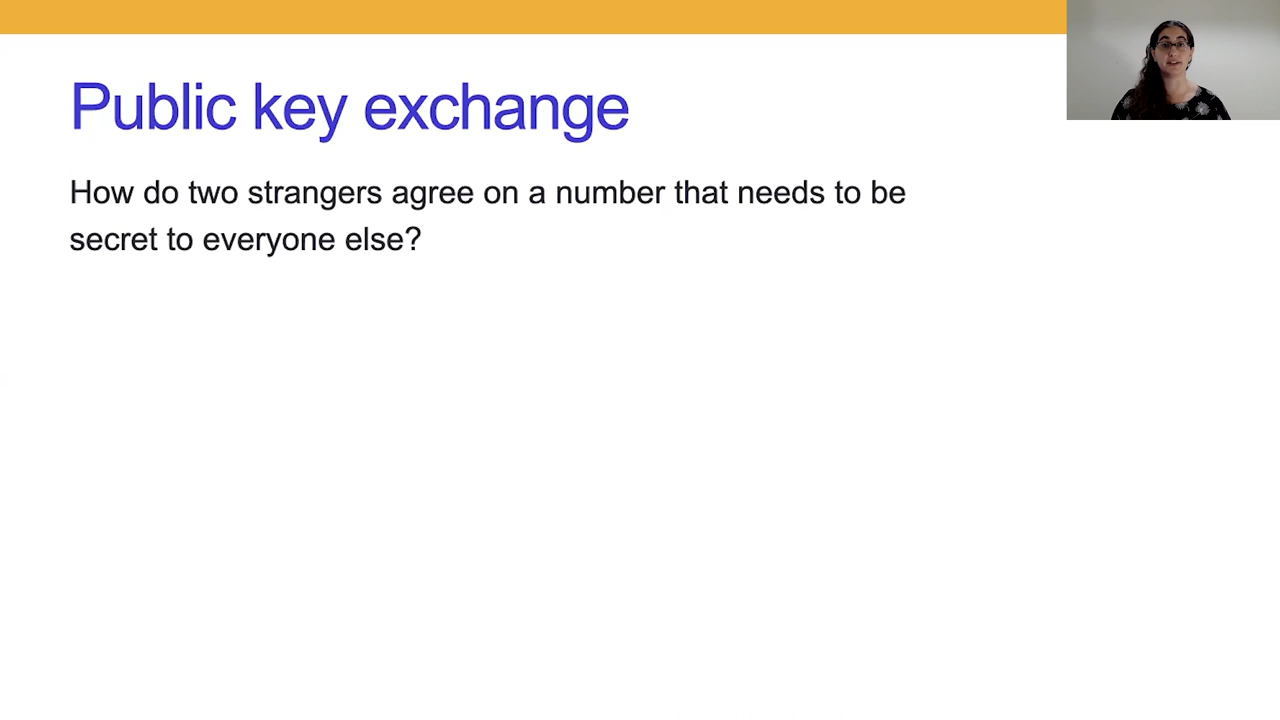 Public key exchange
How do two strangers agree on a number that needs to be
secret to everyone else?